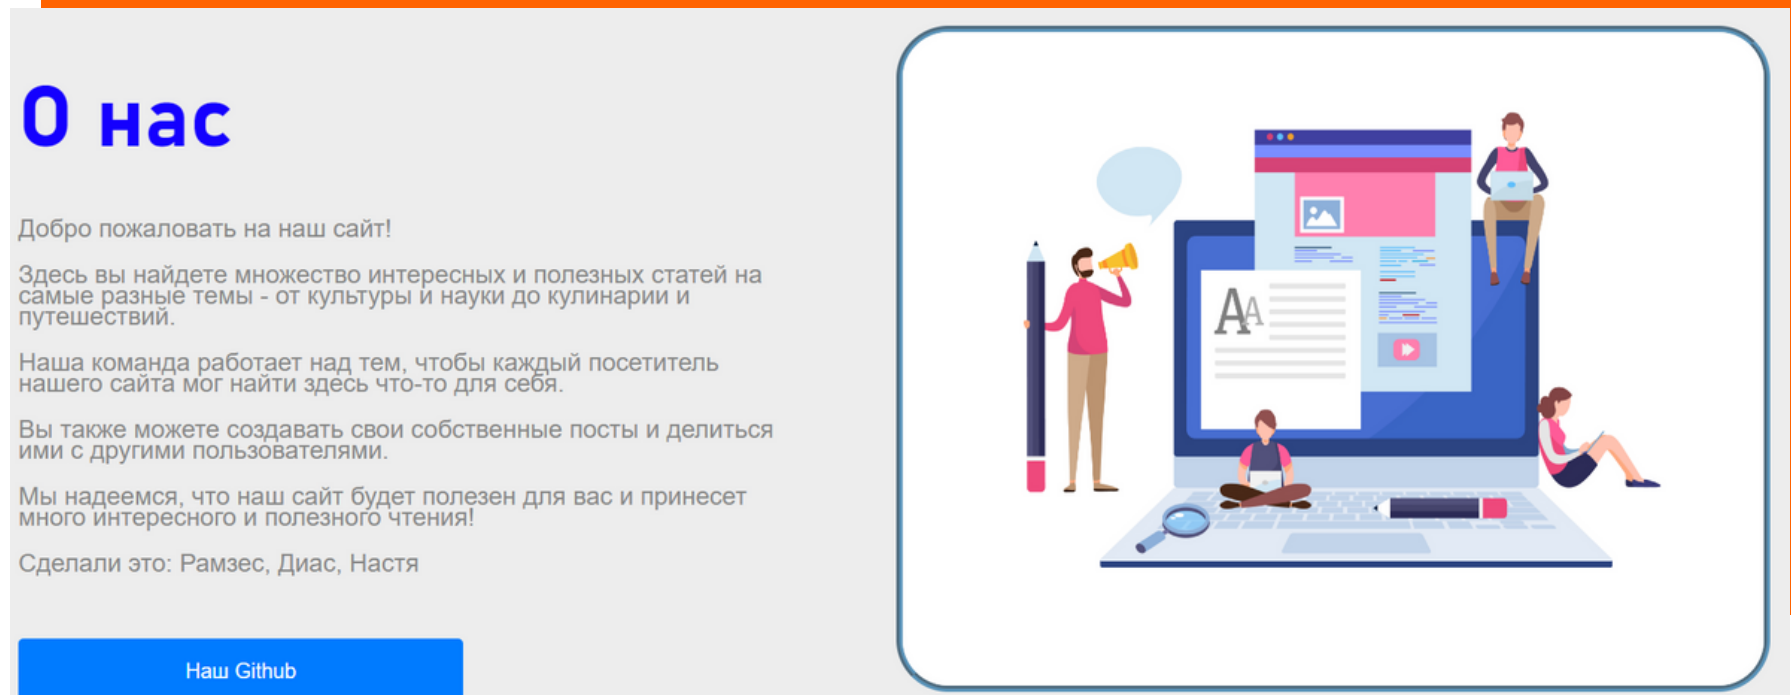 О нас
Добро пожаловать на наш сайт!
Здесь вы найдете множество интересных и полезных статей на
самые разные темы - от культуры и науки до кулинарии и
путешествий.
Наша команда работает над тем, чтобы каждый посетитель
нашего сайта мог найти здесь что-то для себя.
Вы также можете создавать свои собственные посты и делиться
ими с другими пользователями.
Мы надеемся, что наш сайт будет полезен для вас и принесет
много интересного и полезного чтения!
Сделали это: Рамзес, Диас, Настя
Наш Github
AA